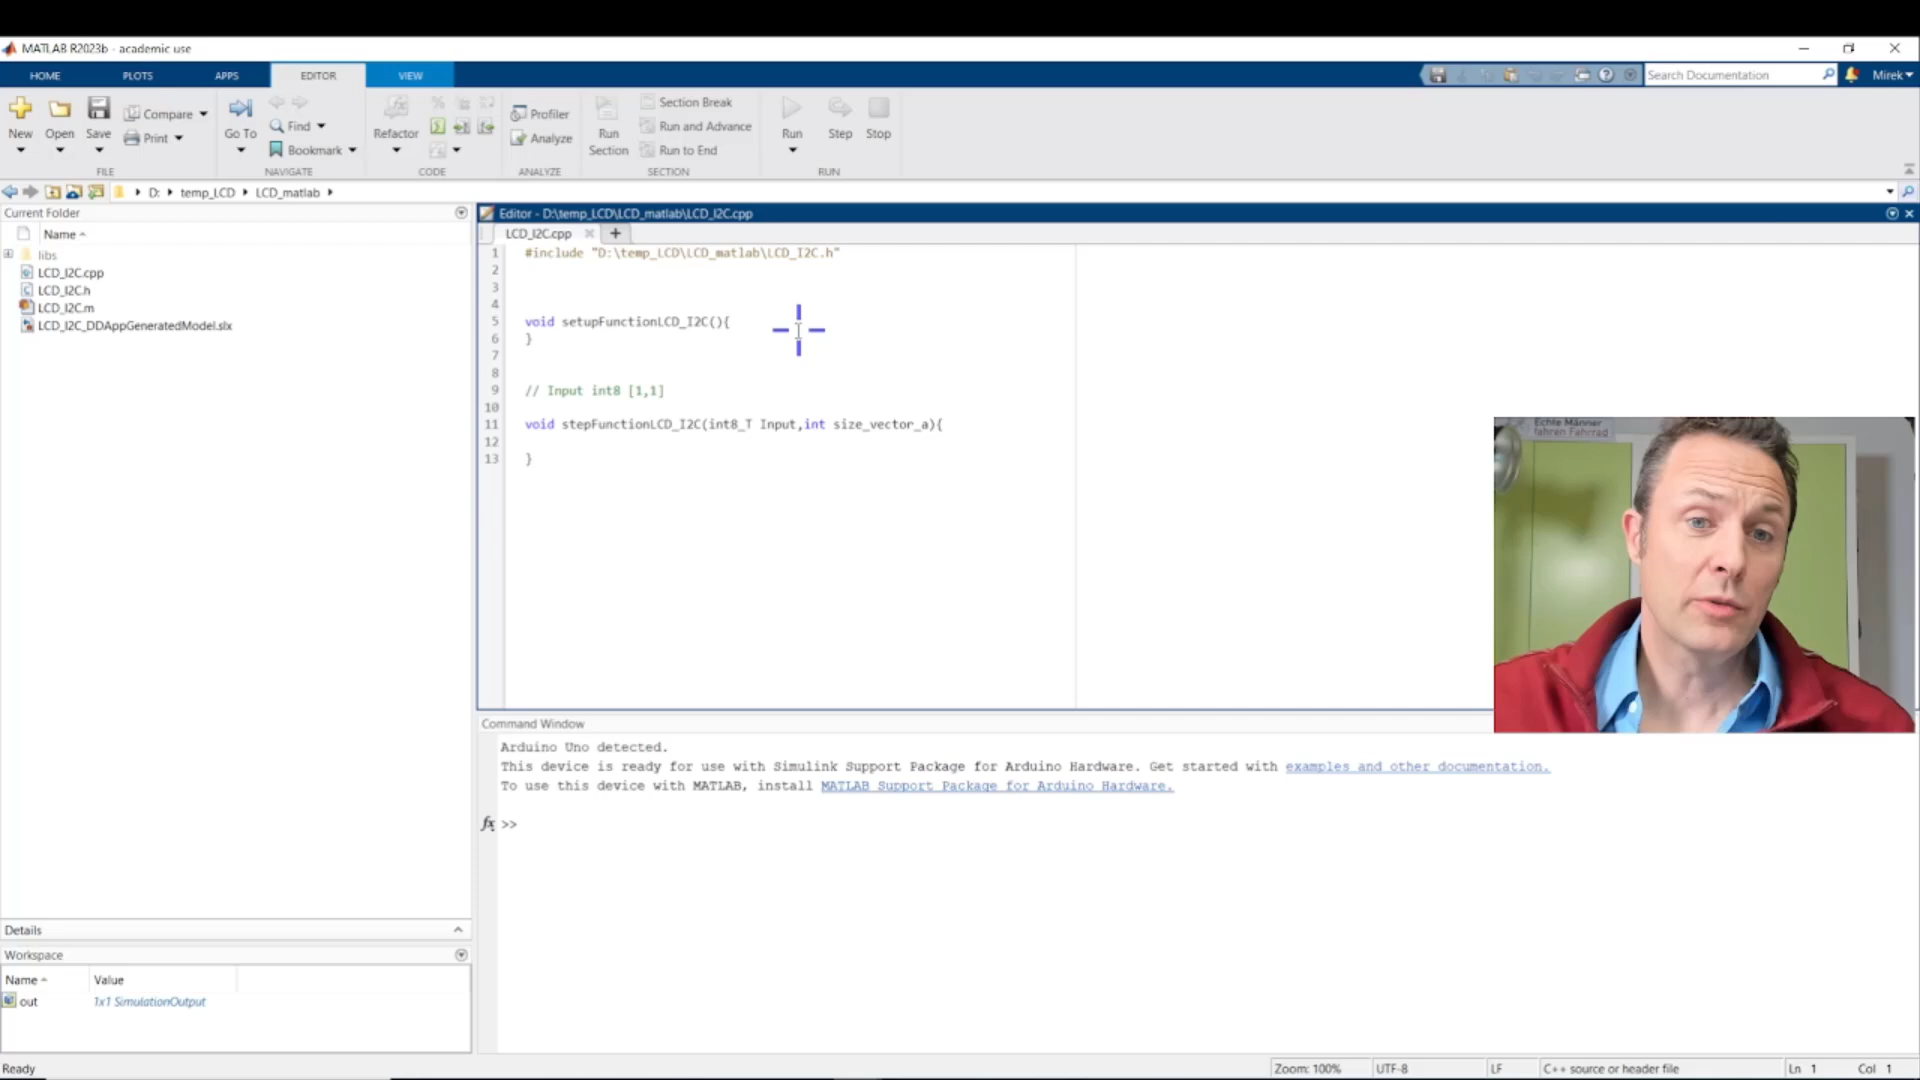 MATLAB R2023b - academic use
HOME PLOTS APPS EDITOR VIEW
Search Documentation Mirek
New Open Save Compare Print
FILE
Go To Find Bookmark
NAVIGATE
Refactor
CODE
Profiler Analyze
ANALYZE
Run Section Section Break Run and Advance Run to End
SECTION
Run Step Stop
RUN
D: temp_LCD LCD_matlab
Current Folder
Name
libs
LCD_I2C.cpp
LCD_I2C.h
LCD_I2C.m
LCD_I2C_DDAppGeneratedModel.slx
Details
Workspace
Name Value
out 1x1 SimulationOutput
Editor - D:\temp_LCD\LCD_matlab\LCD_I2C.cpp
LCD_I2C.cpp
1 #include "D:\temp_LCD\LCD_matlab\LCD_I2C.h"
2
3
4
5 void setupFunctionLCD_I2C(){
6 }
7
8
9 // Input int8 [1,1]
10
11 void stepFunctionLCD_I2C(int8_T Input,int size_vector_a){
12
13 }
Echte Männer
fahren Fahrrad
Command Window
Arduino Uno detected.
This device is ready for use with Simulink Support Package for Arduino Hardware. Get started with examples and other documentation.
To use this device with MATLAB, install MATLAB Support Package for Arduino Hardware.
fx >>
Ready Zoom: 100% UTF-8 LF C++ source or header file Ln 1 Col 1